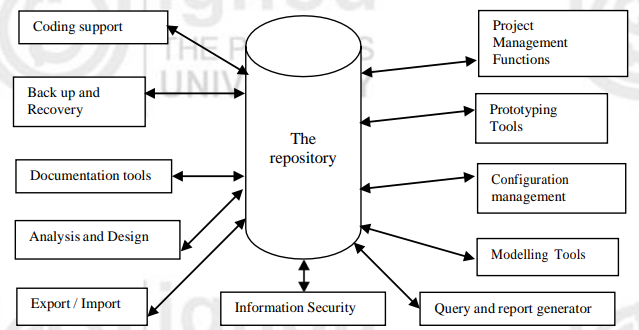 Coding support
Back up and
Recovery
Documentation tools
Analysis and Design
Export / Import
The
repository
Information Security
Project
Management
Functions
Prototyping
Tools
Configuration
management
Modelling Tools
Query and report generator